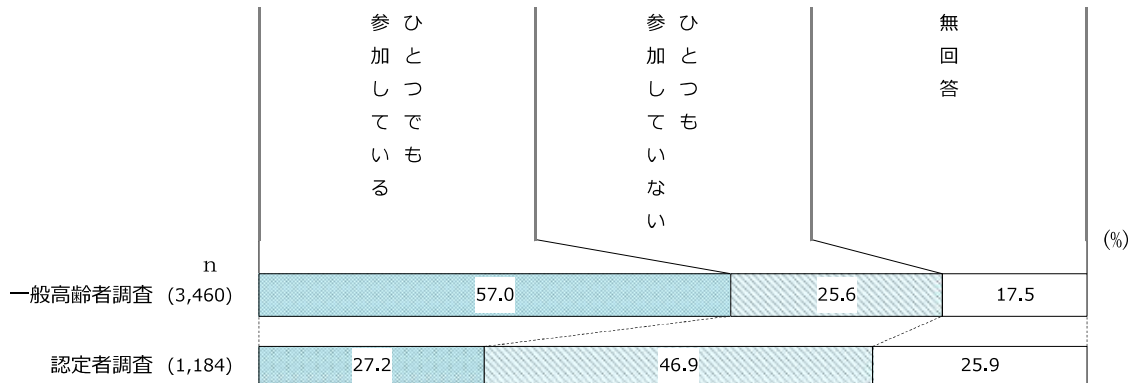 ひとつでも
参加している
ひとつも
参加していない
無回答
(%)
n
一般高齢者調査 (3,460) 57.0 25.6 17.5
認定者調査 (1,184) 27.2 46.9 25.9